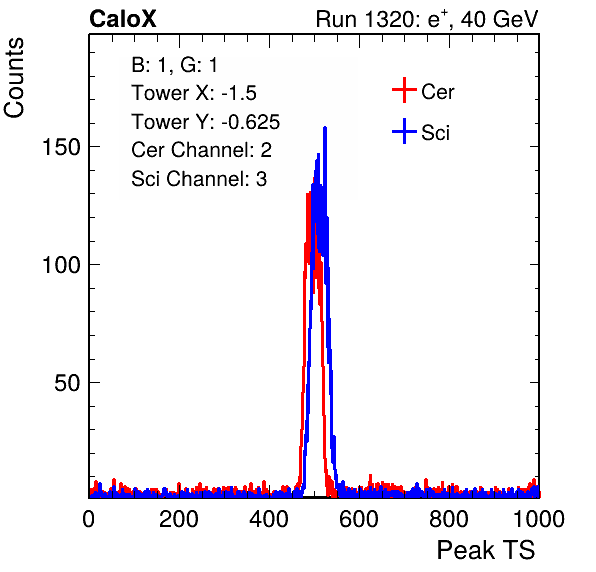 CaloX Run 1320: e⁺, 40 GeV
Counts
B: 1, G: 1
Tower X: -1.5
Tower Y: -0.625
Cer Channel: 2
Sci Channel: 3
Cer
Sci
150
100
50
0 200 400 600 800 1000
Peak TS